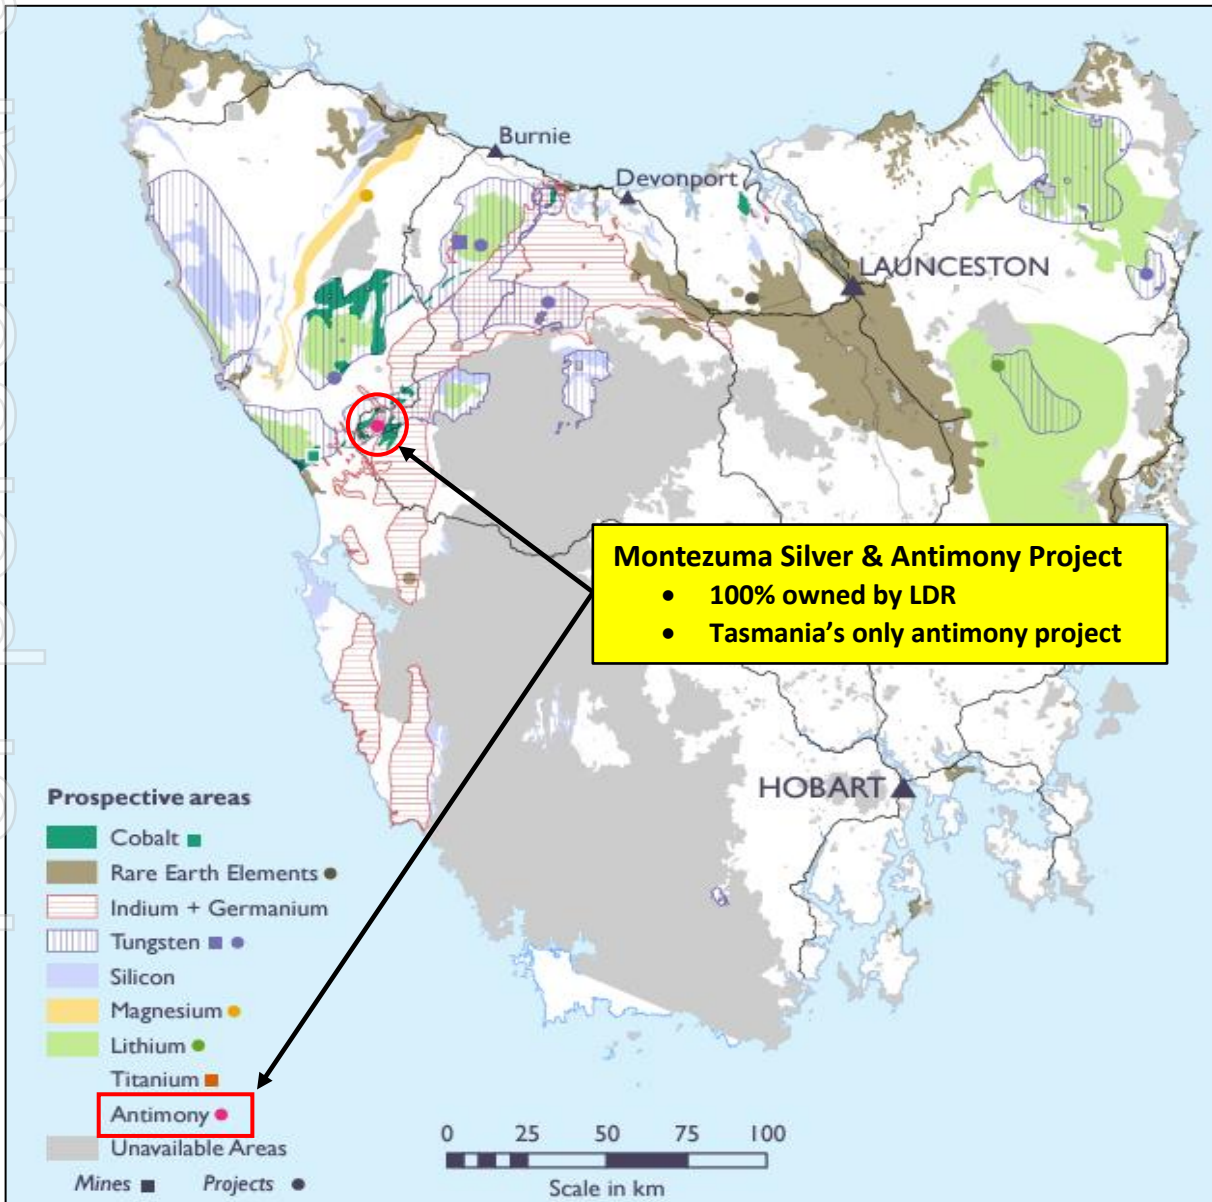 Burnie
Devonport
LAUNCESTON
Montezuma Silver & Antimony Project
• 100% owned by LDR
• Tasmania's only antimony project
HOBART
Prospective areas
Cobalt
Rare Earth Elements
Indium + Germanium
Tungsten
Silicon
Magnesium
Lithium
Titanium
Antimony
Unavailable Areas
Mines Projects
0 25 50 75 100
Scale in km